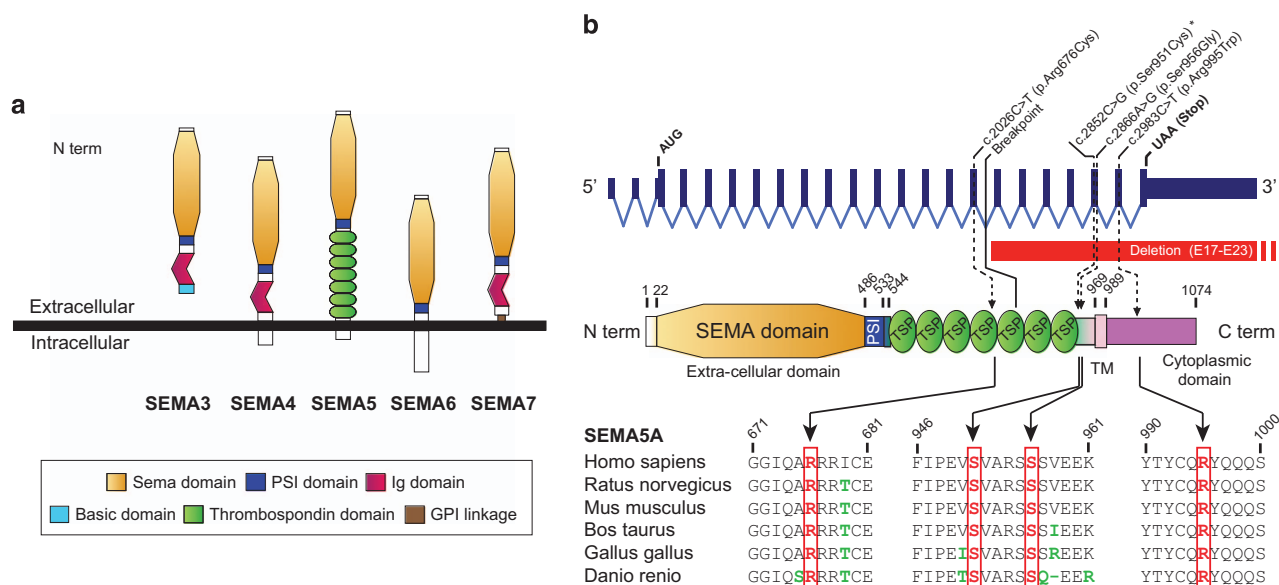 a
N term
Extracellular
Intracellular
SEMA3 SEMA4 SEMA5 SEMA6 SEMA7
Sema domain PSI domain Ig domain
Basic domain Thrombospondin domain GPI linkage
b
c.2026C>T (p.Arg676Cys)
Breakpoint
c.2852C>G (p.Ser951Cys) *
c.2866A>G (p.Ser956Gly)
c.2983C>T (p.Arg995Trp)
UAA (Stop)
AUG
5' 3'
Deletion (E17-E23)
1 22 486 533 544 969 989 1074
N term SEMA domain PSI TSP TSP TSP TSP TSP TSP TSP C term
Extra-cellular domain TM Cytoplasmic
domain
SEMA5A 671 681 946 961 990 1000
Homo sapiens GGIQARRRICE FIPEVSVARSSSVEEK YTYCQRYQQQS
Ratus norvegicus GGIQARRRTCE FIPEVSVARSSSVEEK YTYCQRYQQQS
Mus musculus GGIQARRRICE FIPEVSVARSSSVEEK YTYCQRYQQQS
Bos taurus GGIQARRRTCE FIPEVSVARSSSIEEK YTYCQRYQQQS
Gallus gallus GGIQARRRTCE FIPEISVARSSSREEK YTYCQRYQQQS
Danio renio GGIQSRRRTCE FIPETSVARSSQ-EER YTYCQRYQQQS